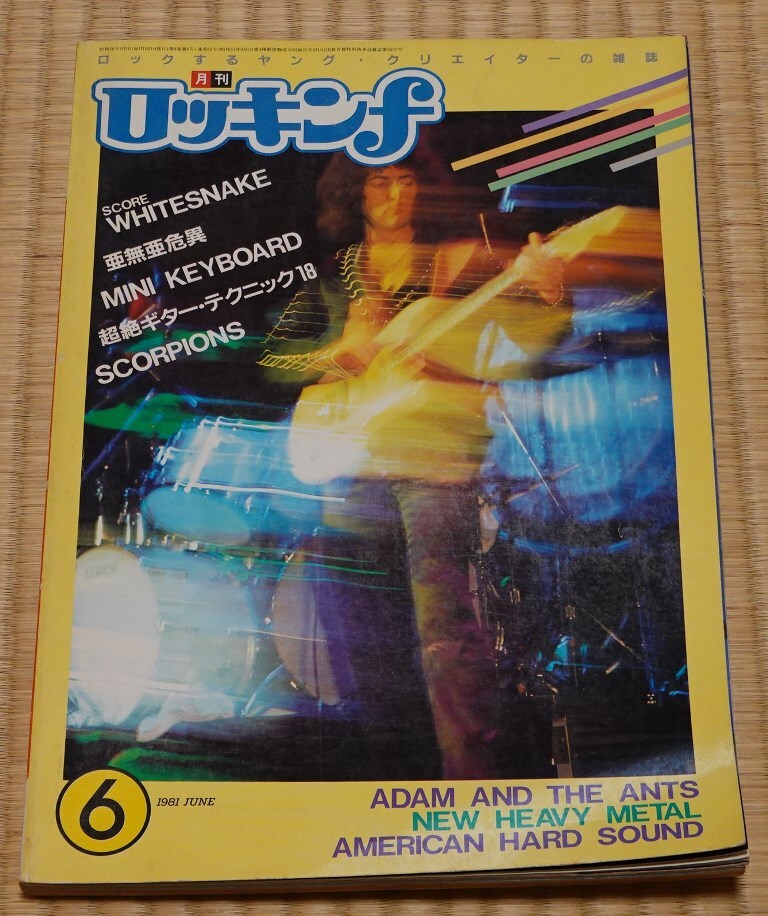 ロックするヤング・クリエイターの雑誌
月刊
ロッキンf
SCORE
WHITESNAKE
亜無亜危異
MINI KEYBOARD
超絶ギター・テクニック'18
SCORPIONS
6
1981 JUNE
ADAM AND THE ANTS
NEW HEAVY METAL
AMERICAN HARD SOUND